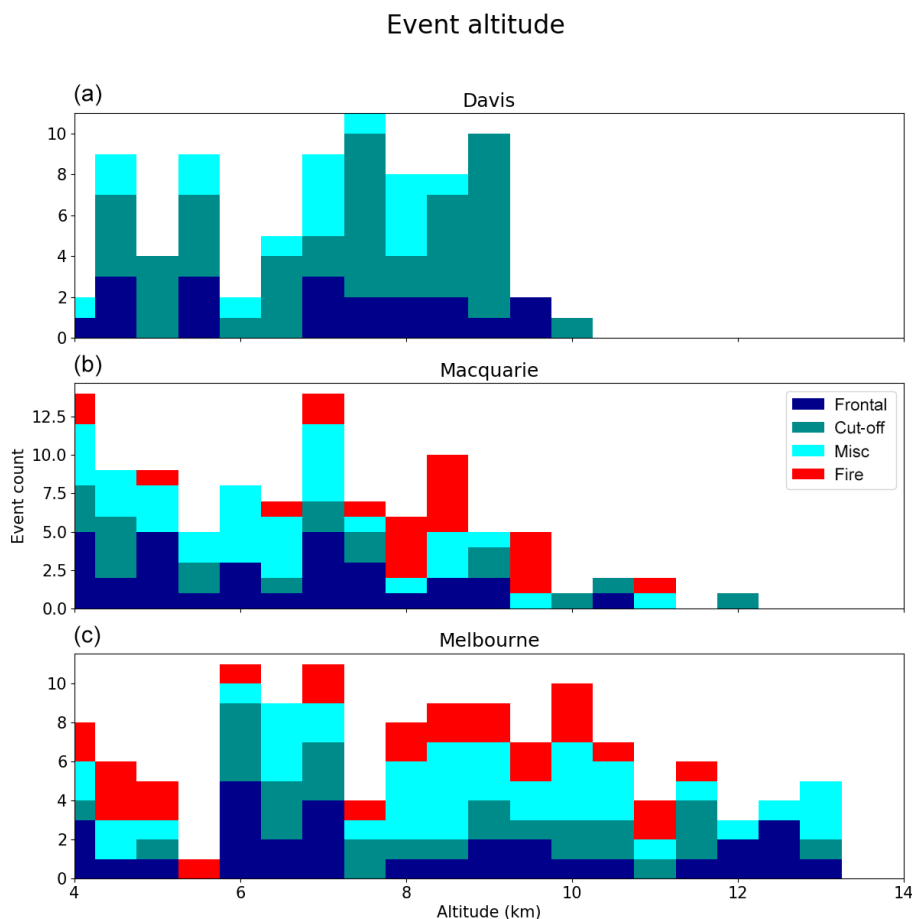 Event altitude
(a)
Davis
10
8
6
4
2
0
(b)
Macquarie
12.5
10.0
7.5
5.0
2.5
0.0
Event count
Frontal
Cut-off
Misc
Fire
(c)
Melbourne
10
8
6
4
2
0
4 6 8 10 12 14
Altitude (km)